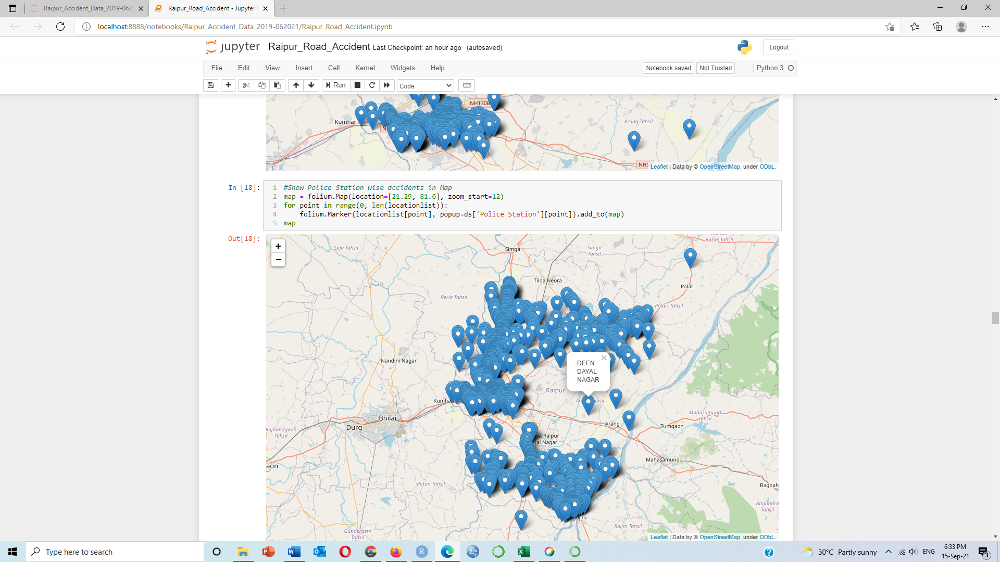 Raipur_Accident_Data_2019-062
Raipur_Road_Accident - Jupyter
localhost:8888/notebooks/Raipur_Accident_Data_2019-062021/Raipur_Road_Accident.ipynb
jupyter Raipur_Road_Accident Last Checkpoint: an hour ago (autosaved)
Logout
File Edit View Insert Cell Kernel Widgets Help
Notebook saved Not Trusted Python 3
Run Code
NH130B
Kumhari
Arang Tahsil
Leaflet | Data by © OpenStreetMap, under ODbL.
In [18]:
1 #Show Police Station wise accidents in Map
2 map = folium.Map(location=[21.29, 81.6], zoom_start=12)
3 for point in range(0, len(locationlist)):
4 folium.Marker(locationlist[point], popup=ds['Police Station'][point]).add_to(map)
5 map
Out[18]:
+
−
Saja Tahsil
Simga
Simga
Tahsil
Bazar Tahsil
Tilda Neora
Palari
Berla Tahsil
Palari Tahsil
Nandini Nagar
DEEN
DAYAL
NAGAR
×
Raipur
Bhilai
Durg
Arang
Mahasamund
Tahsil
Tumgaon
Rajnandgaon
Tahsil
Raipur
Nagar
Mahasamund
aon
Patan Tahsil
Bagbah
Bagbahra
Tahsil
Rajim Tahsil
Gunderdehi
Tahsil
Leaflet | Data by © OpenStreetMap, under ODbL.
Type here to search
30°C Partly sunny
ENG
6:33 PM
15-Sep-21
3